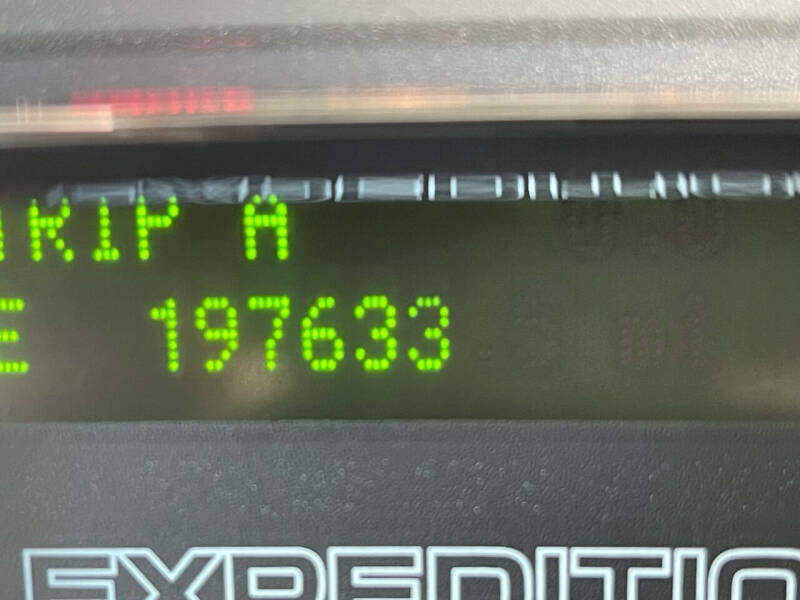 TRIP A
E 197633
EXPEDITIO